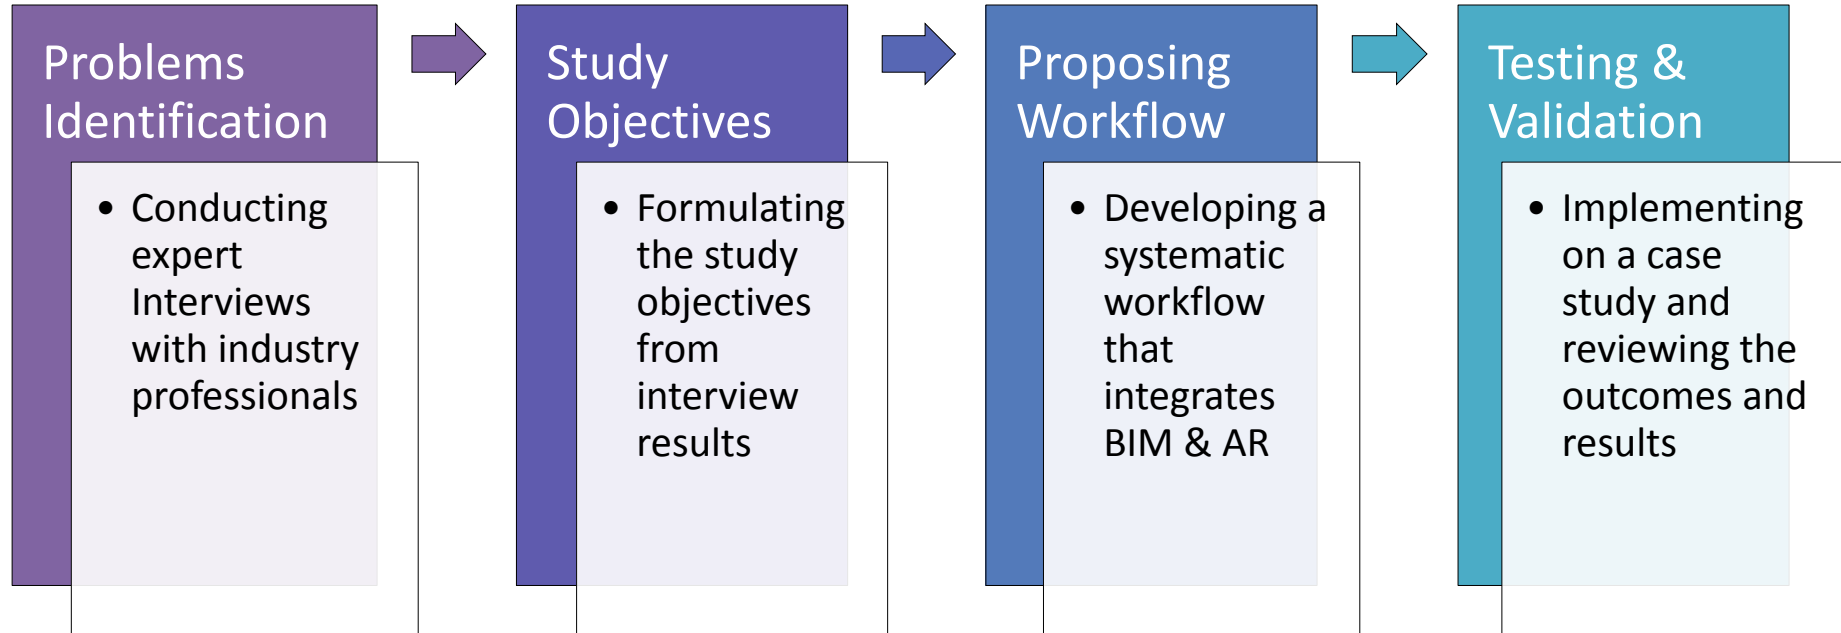 Problems
Identification
• Conducting
expert
Interviews
with industry
professionals
Study
Objectives
• Formulating
the study
objectives
from
interview
results
Proposing
Workflow
• Developing a
systematic
workflow
that
integrates
BIM & AR
Testing &
Validation
• Implementing
on a case
study and
reviewing the
outcomes and
results